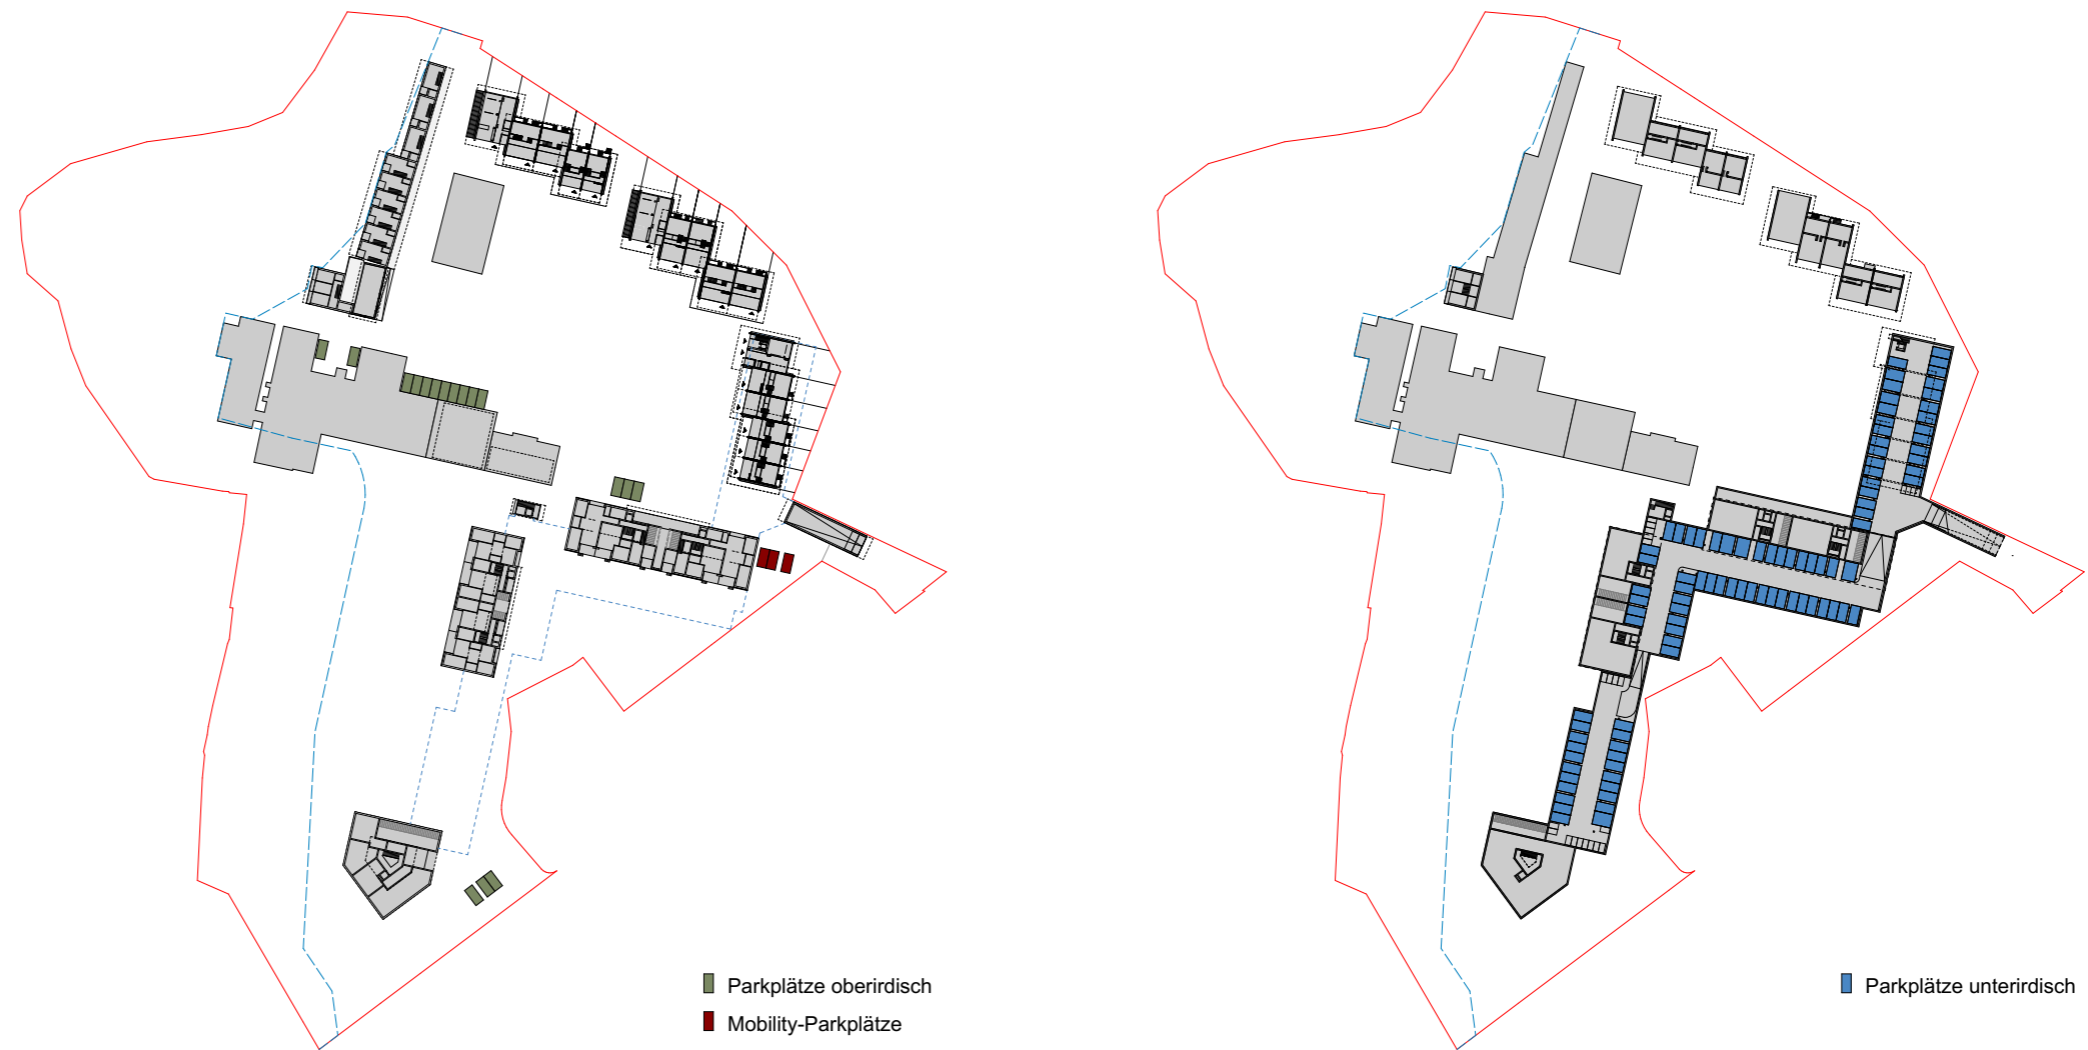 Parkplätze oberirdisch
Mobility-Parkplätze
Parkplätze unterirdisch